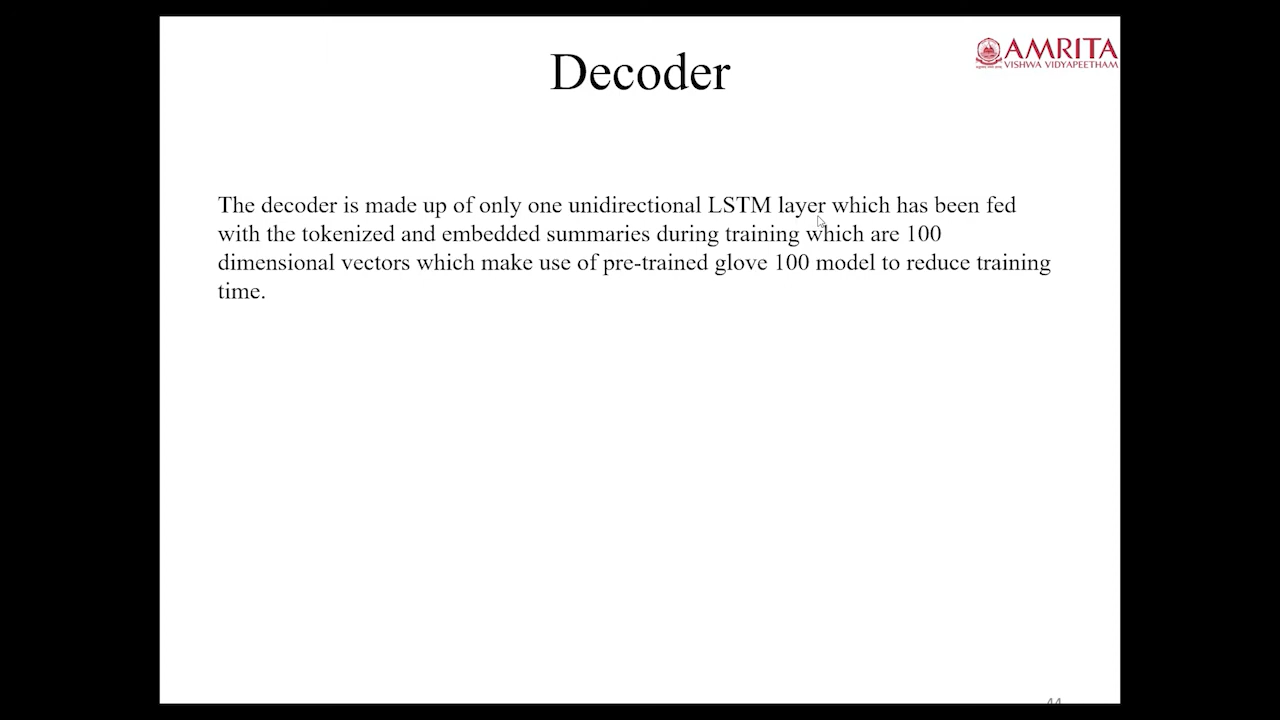 Decoder
AMRITA
VISHWA VIDYAPEETHAM
The decoder is made up of only one unidirectional LSTM layer which has been fed
with the tokenized and embedded summaries during training which are 100
dimensional vectors which make use of pre-trained glove 100 model to reduce training
time.